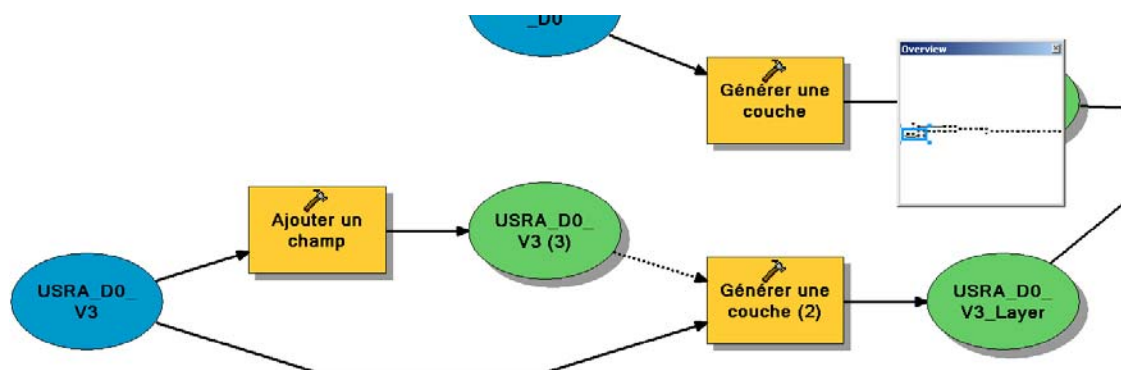 _D0
Générer une
couche
Overview
Ajouter un
champ
USRA_D0_
V3 (3)
USRA_D0_
V3
Générer une
couche (2)
USRA_D0_
V3_Layer